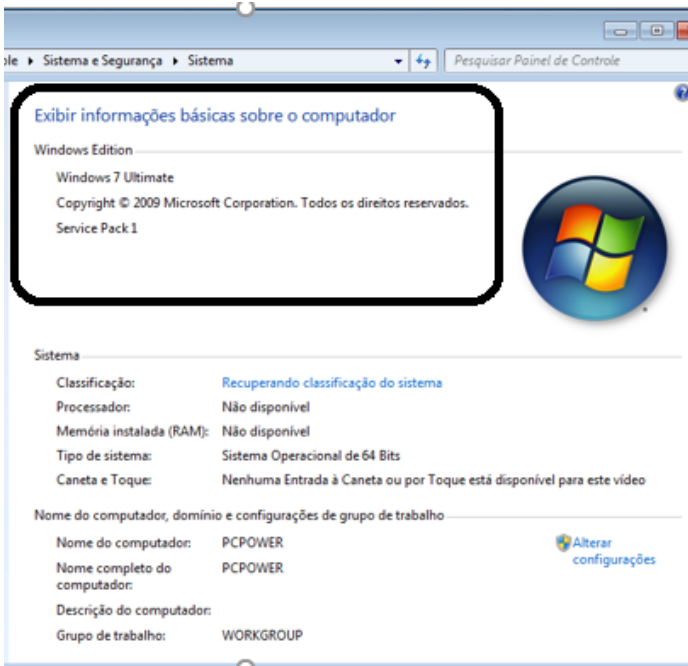 ole ▸ Sistema e Segurança ▸ Sistema
Pesquisar Painel de Controle
Exibir informações básicas sobre o computador
Windows Edition
Windows 7 Ultimate
Copyright © 2009 Microsoft Corporation. Todos os direitos reservados.
Service Pack 1
Sistema
Classificação: Recuperando classificação do sistema
Processador: Não disponível
Memória instalada (RAM): Não disponível
Tipo de sistema: Sistema Operacional de 64 Bits
Caneta e Toque: Nenhuma Entrada à Caneta ou por Toque está disponível para este vídeo
Nome do computador, domínio e configurações de grupo de trabalho
Nome do computador: PCPOWER
Alterar
configurações
Nome completo do
computador: PCPOWER
Descrição do computador:
Grupo de trabalho: WORKGROUP